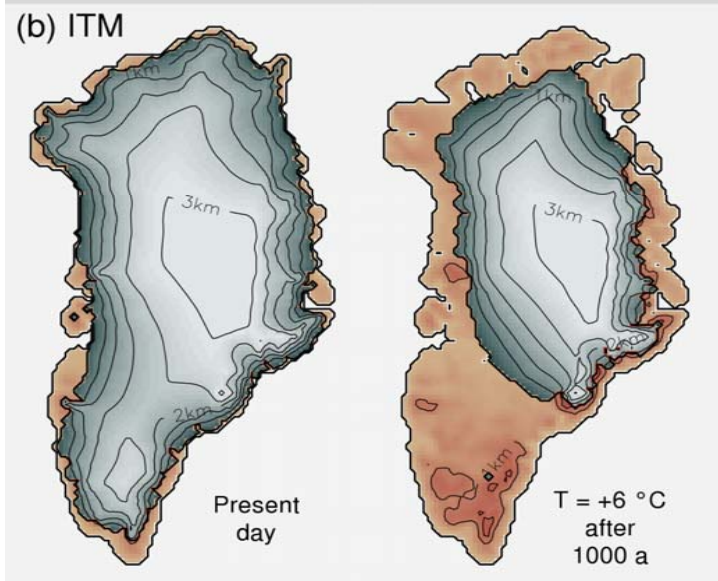 (b) ITM
1km
3km
2km
Present
day
1km
3km
2km
1km
T = +6 °C
after
1000 a